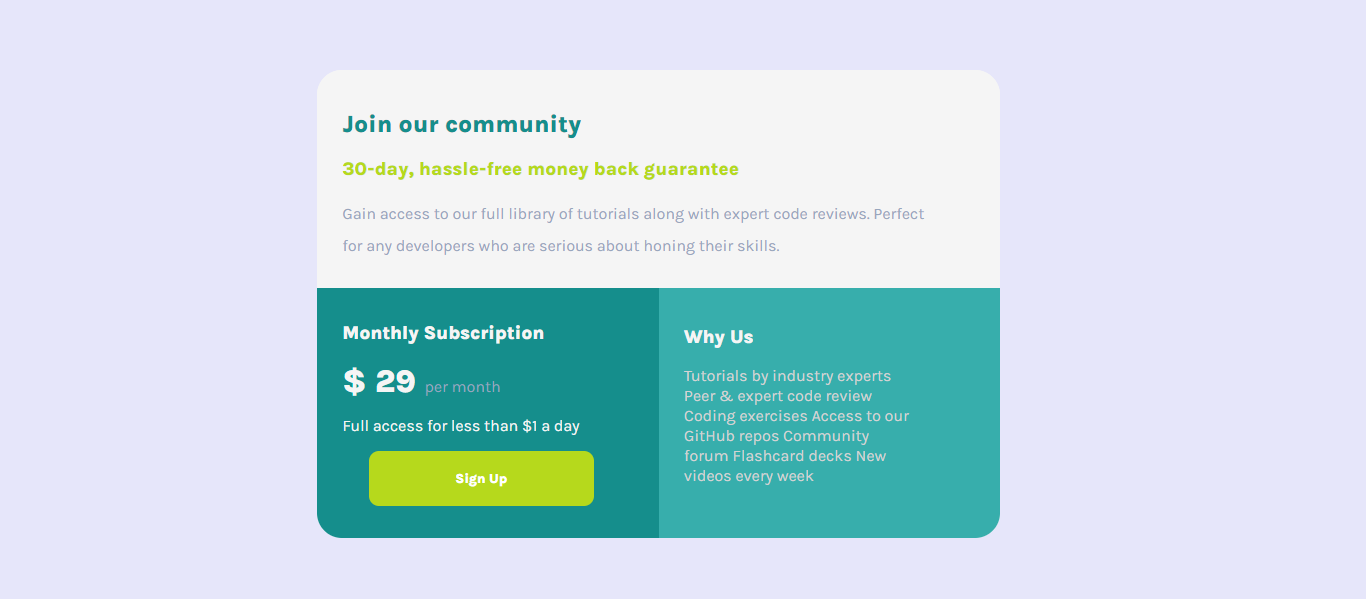 Join our community
30-day, hassle-free money back guarantee
Gain access to our full library of tutorials along with expert code reviews. Perfect
for any developers who are serious about honing their skills.
Monthly Subscription
$ 29 per month
Full access for less than $1 a day
Sign Up
Why Us
Tutorials by industry experts
Peer & expert code review
Coding exercises Access to our
GitHub repos Community
forum Flashcard decks New
videos every week